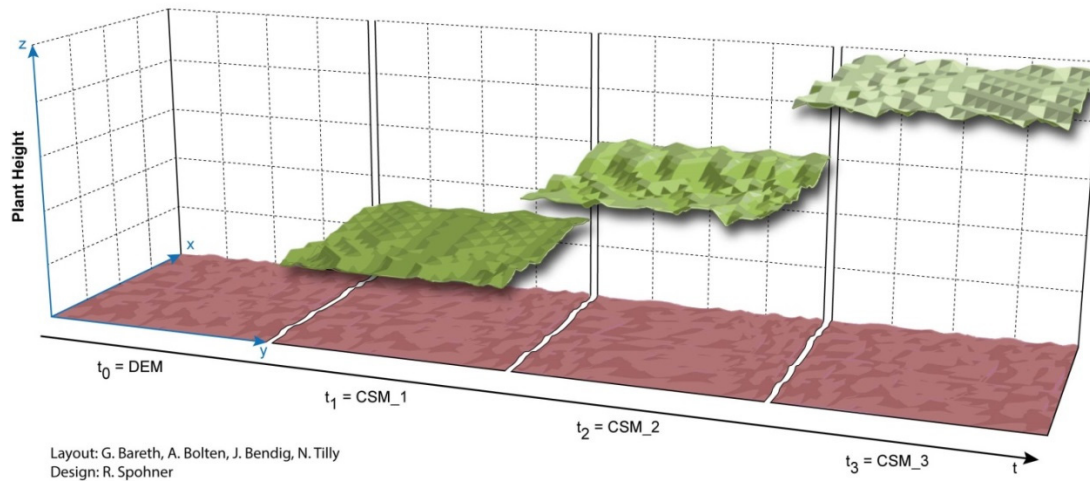 z
Plant Height
x
y
t0 = DEM
t1 = CSM_1
t2 = CSM_2
t3 = CSM_3
t
Layout: G. Bareth, A. Bolten, J. Bendig, N. Tilly
Design: R. Spohner